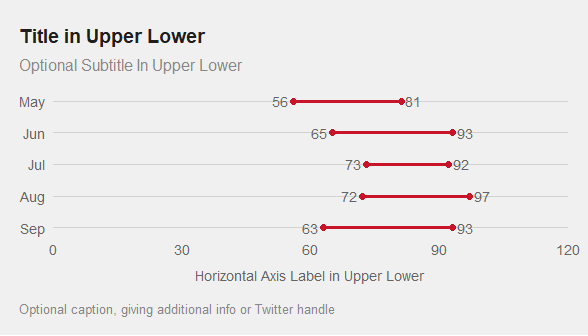 Title in Upper Lower
Optional Subtitle In Upper Lower
May 56 81
Jun 65 93
Jul 73 92
Aug 72 97
Sep 63 93
0 30 60 90 120
Horizontal Axis Label in Upper Lower
Optional caption, giving additional info or Twitter handle